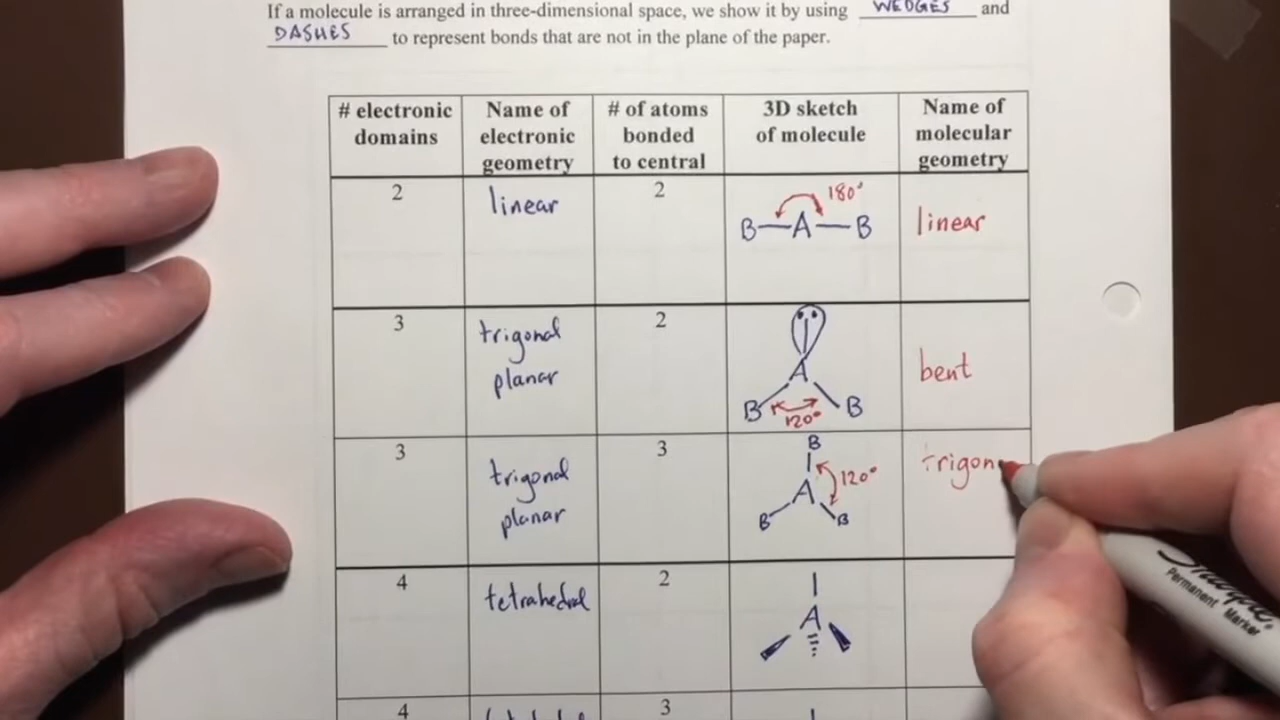 If a molecule is arranged in three-dimensional space, we show it by using WEDGES and
DASHES to represent bonds that are not in the plane of the paper.
# electronic domains
Name of electronic geometry
# of atoms bonded to central
3D sketch of molecule
Name of molecular geometry
2
linear
2
180°
B—A—B
linear
3
trigonal
planar
2
A
B B
120°
bent
3
trigonal
planar
3
B
A 120°
B B
trigon
4
tetrahedral
2
A
4
3
Sharpie.
Permanent Marker